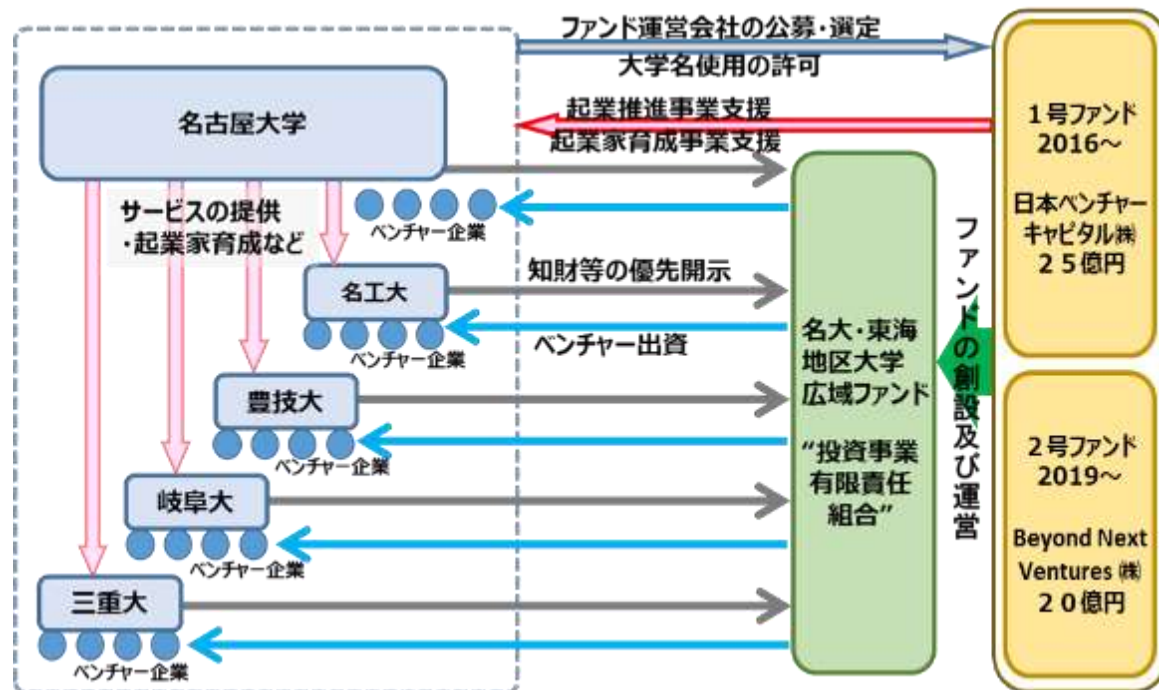 ファンド運営会社の公募・選定
大学名使用の許可
起業推進事業支援
起業家育成事業支援
名古屋大学
サービスの提供
・起業家育成など
ベンチャー企業
名工大
ベンチャー企業
豊技大
ベンチャー企業
岐阜大
ベンチャー企業
三重大
ベンチャー企業
知財等の優先開示
ベンチャー出資
名大・東海
地区大学
広域ファンド
“投資事業
有限責任
組合”
ファンドの創設及び運営
1号ファンド
2016～
日本ベンチャー
キャピタル㈱
25億円
2号ファンド
2019～
Beyond Next
Ventures ㈱
20億円